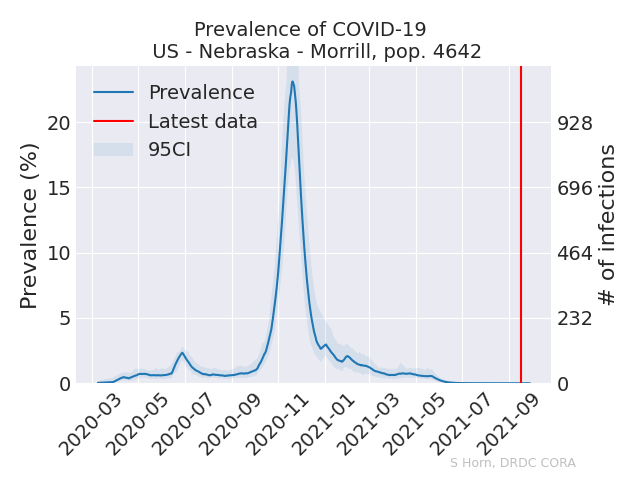 Prevalence of COVID-19
US - Nebraska - Morrill, pop. 4642
Prevalence
Latest data
95CI
Prevalence (%)
20
15
10
5
0
# of infections
928
696
464
232
0
2020-03
2020-05
2020-07
2020-09
2020-11
2021-01
2021-03
2021-05
2021-07
2021-09
S Horn, DRDC CORA